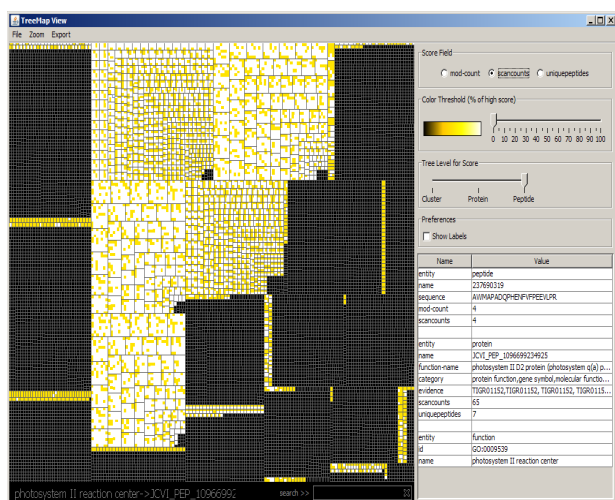 TreeMap View
File Zoom Export
Score Field
mod-count scancounts uniquepeptides
Color Threshold (% of high score)
0 10 20 30 40 50 60 70 80 90 100
Tree Level for Score
Cluster Protein Peptide
Preferences
Show Labels
Name Value
entity peptide
name 237690319
sequence AWMAPADQPHENFVFPEEVLPR
mod-count 4
scancounts 4
entity protein
name JCVI_PEP_1096699234925
function-name photosystem II D2 protein (photosystem q(a) p...
category protein function,gene symbol,molecular functio...
evidence TIGR01152, TIGR01152, TIGR01152, TIGR015...
scancounts 65
uniquepeptides 7
entity function
id GO:0009539
name photosystem II reaction center
photosystem II reaction center->JCVI_PEP_10966992 search >>